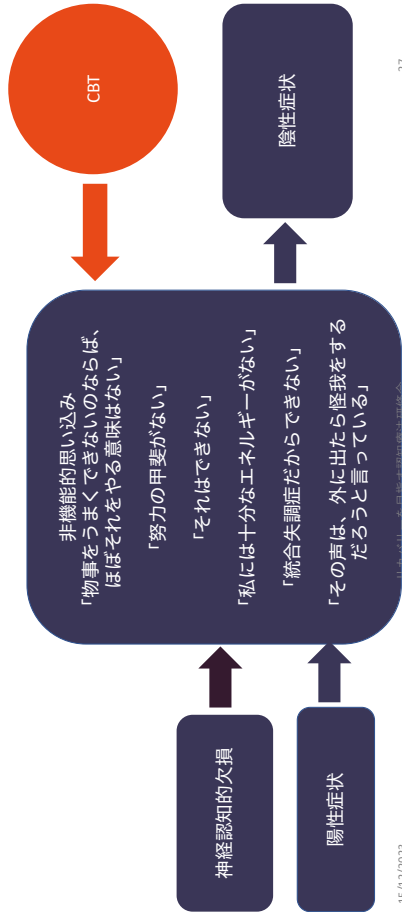 CBT
非機能的思い込み
「物事をうまくできないのならば、
ほぼそれをやる意味はない」
「努力の甲斐がない」
「それはできない」
「私には十分なエネルギーがない」
「統合失調症だからできない」
「その声は、外に出たら怪我をする
だろうと言っている」
神経認知的欠損
陽性症状
陰性症状
15/12/2023